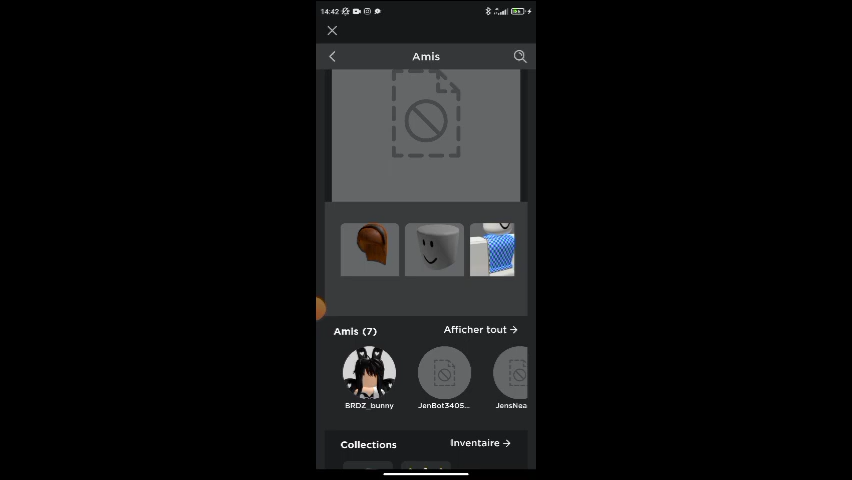 14:42
Amis
Amis (7)
Afficher tout →
BRDZ_bunny
JenBot3405...
JensNea
Collections
Inventaire →